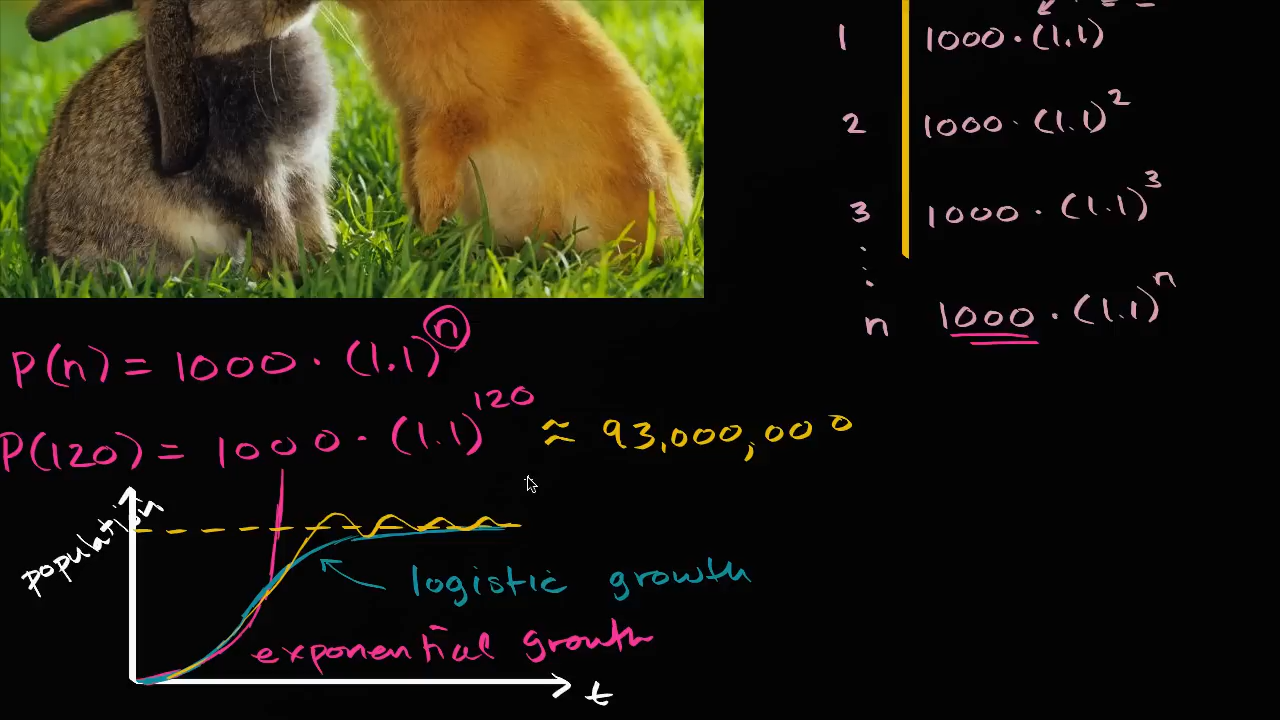 1 1000 · (1.1)
2 1000 · (1.1)²
3 1000 · (1.1)³
n 1000 · (1.1)ⁿ
P(n) = 1000 · (1.1)ⁿ
P(120) = 1000 · (1.1)¹²⁰ ≈ 93,000,000
population
logistic growth
exponential growth
t